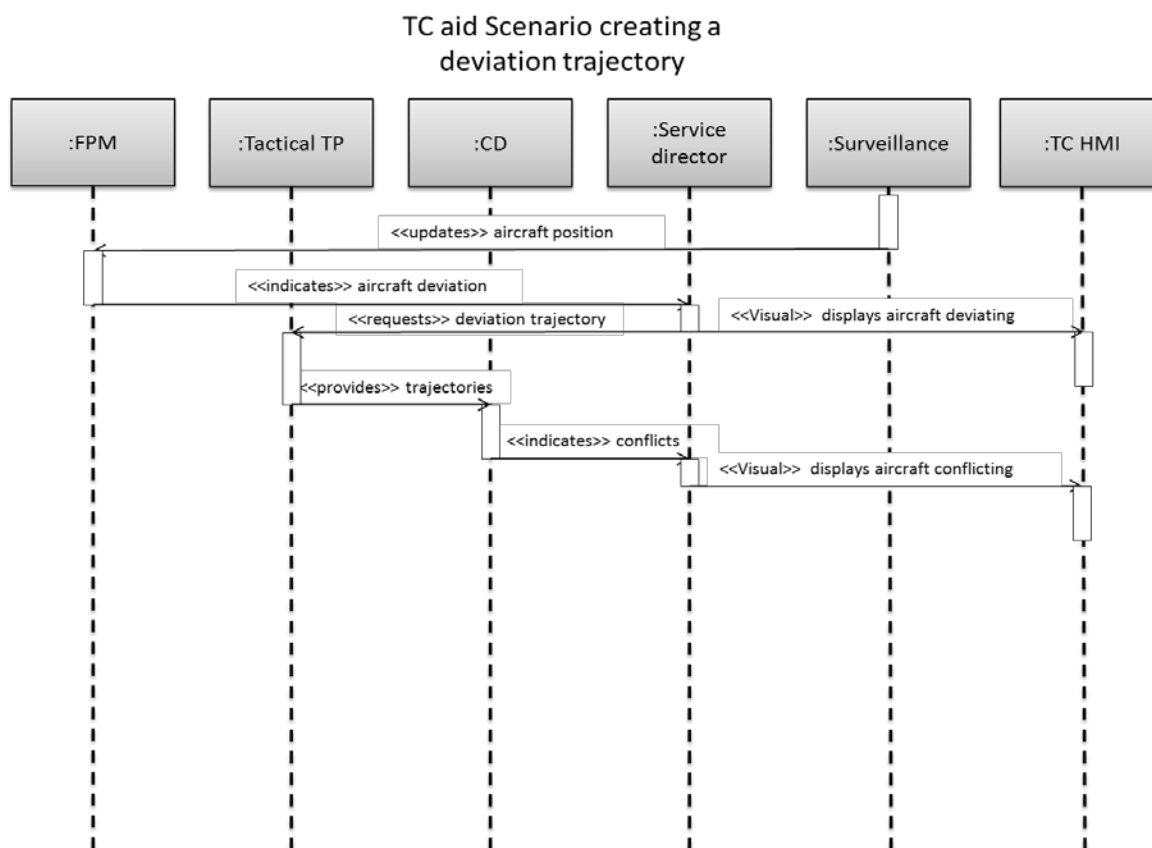 TC aid Scenario creating a
deviation trajectory
:FPM
:Tactical TP
:CD
:Service
director
:Surveillance
:TC HMI
<<updates>> aircraft position
<<indicates>> aircraft deviation
<<requests>> deviation trajectory
<<Visual>> displays aircraft deviating
<<provides>> trajectories
<<indicates>> conflicts
<<Visual>> displays aircraft conflicting